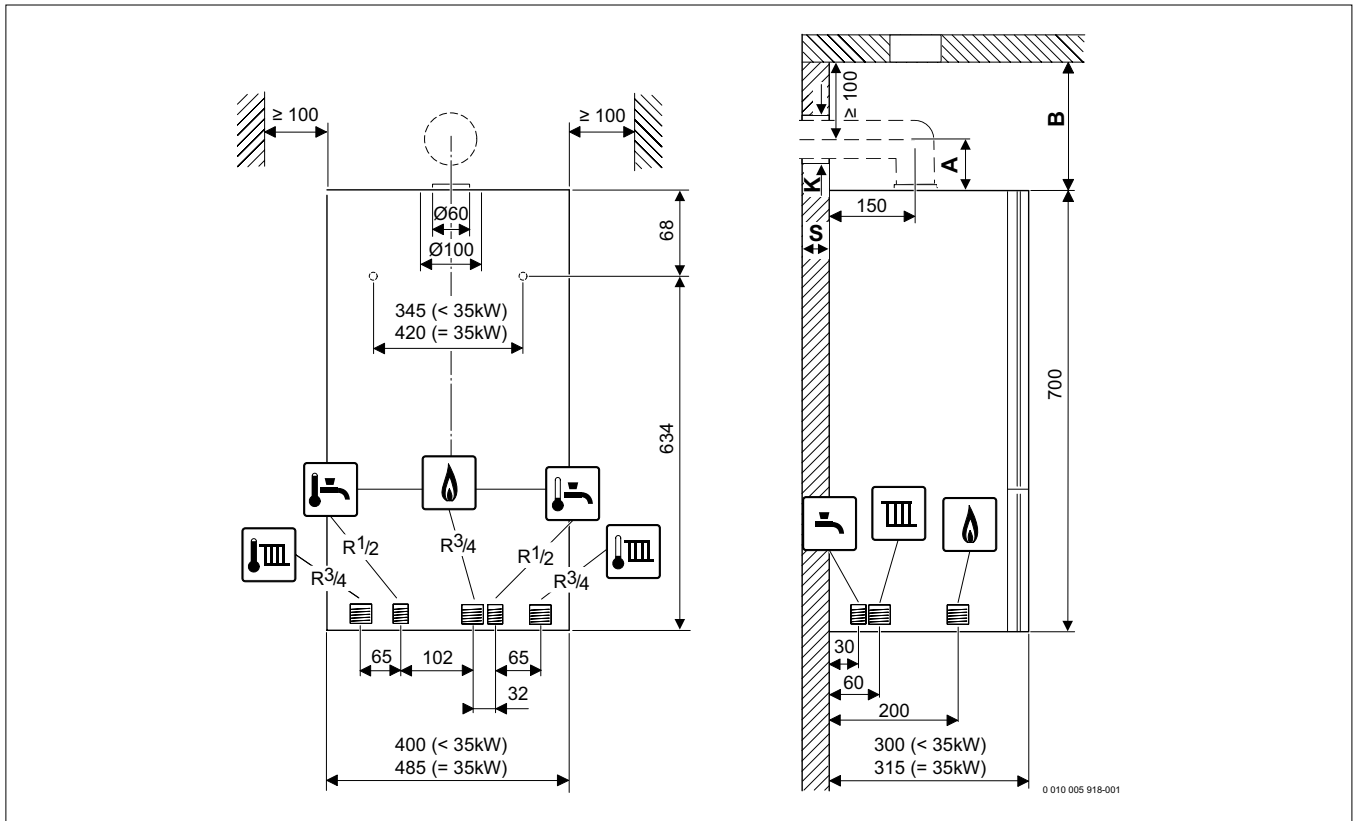 ≥ 100
≥ 100
Ø60
Ø100
68
345 (< 35kW)
420 (= 35kW)
634
R1/2
R3/4
R1/2
R3/4
R3/4
65
102
65
32
400 (< 35kW)
485 (= 35kW)
≥ 100
B
A
K
150
S
700
30
60
200
300 (< 35kW)
315 (= 35kW)
0 010 005 918-001